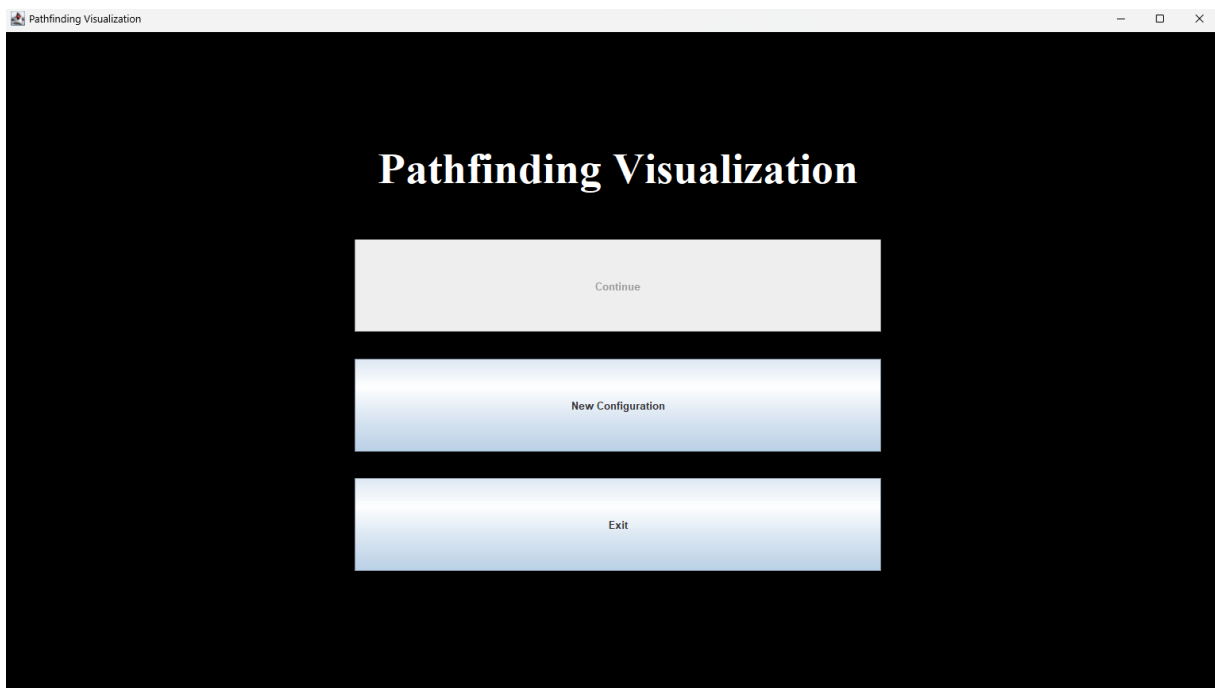 Pathfinding Visualization
Pathfinding Visualization
Continue
New Configuration
Exit